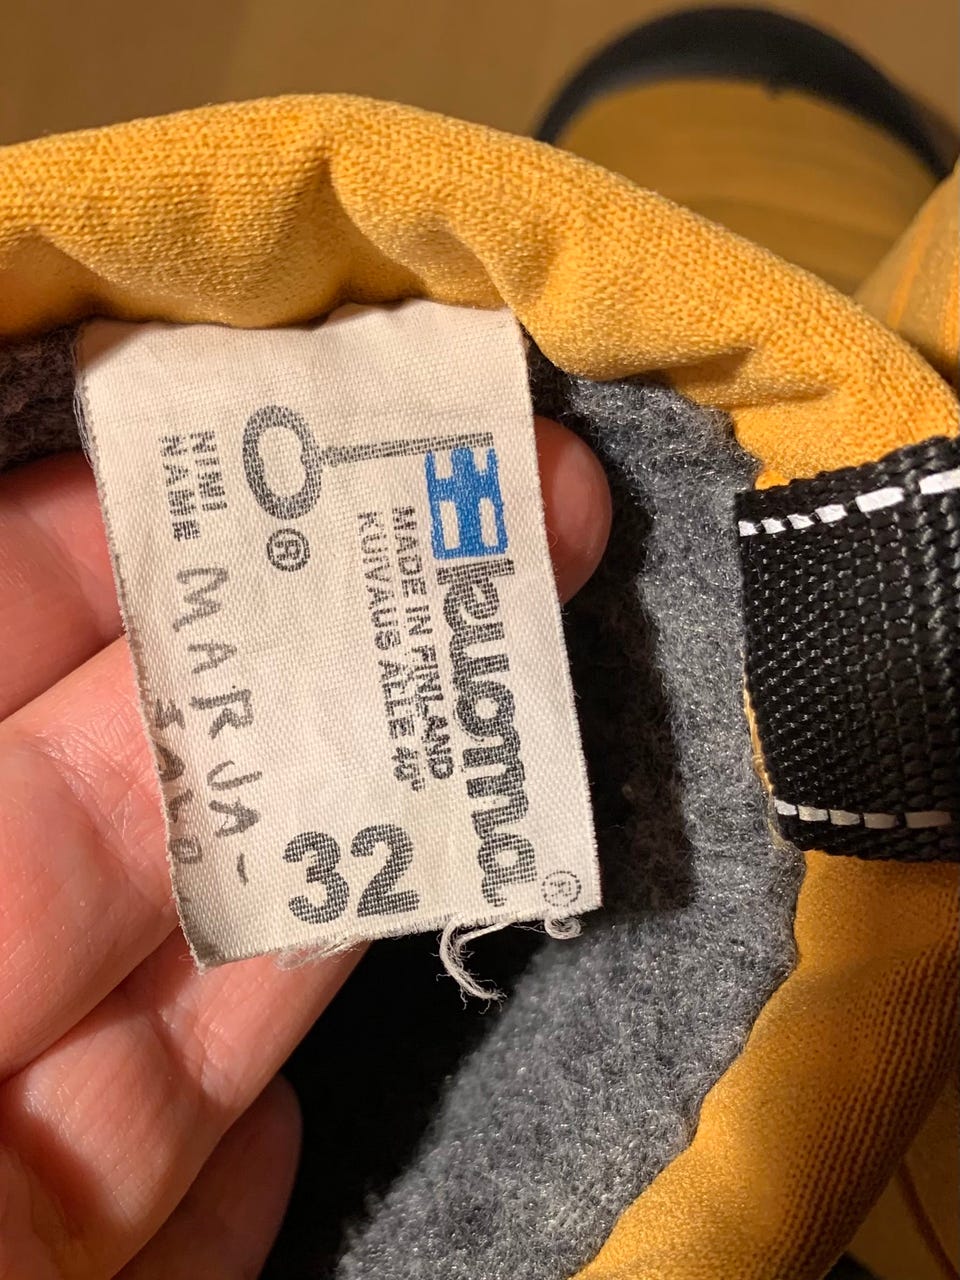 kuoma®
MADE IN FINLAND
KUIVAUS ALLE 40°
32
®
NIMI
NAME
MARJA-